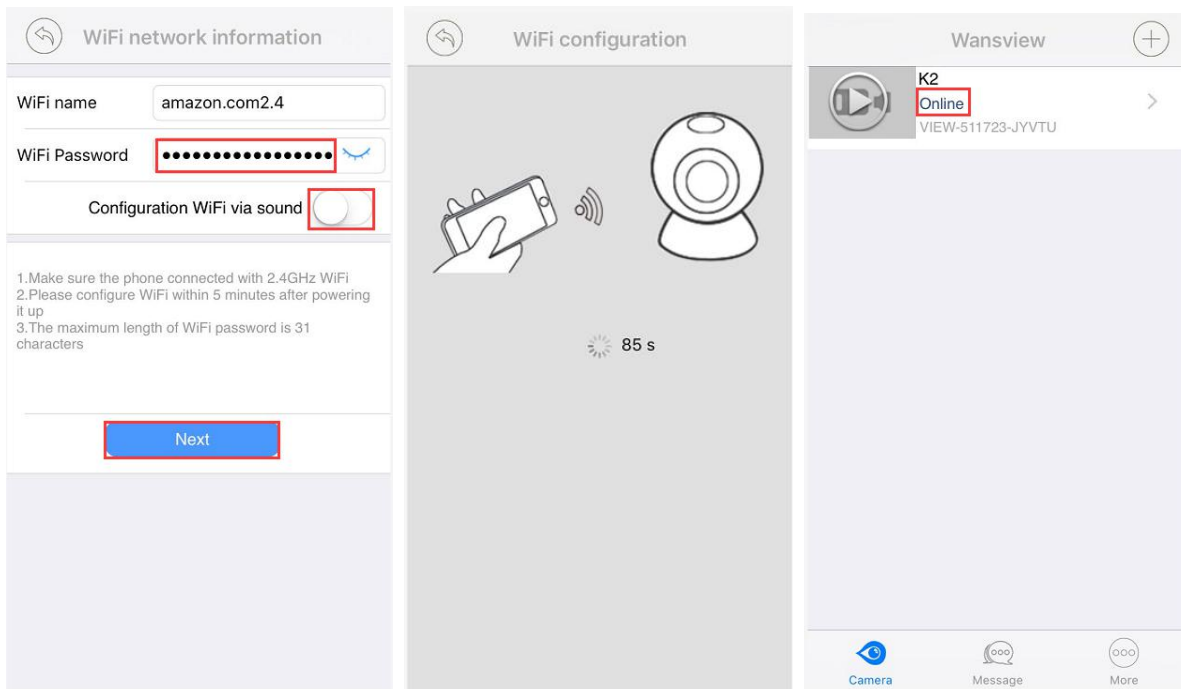 WiFi network information
WiFi name
amazon.com2.4
WiFi Password
•••••••••••••••••
Configuration WiFi via sound
1.Make sure the phone connected with 2.4GHz WiFi
2.Please configure WiFi within 5 minutes after powering
it up
3.The maximum length of WiFi password is 31
characters
Next
WiFi configuration
85 s
Wansview
K2
Online
VIEW-511723-JYVTU
Camera
Message
More